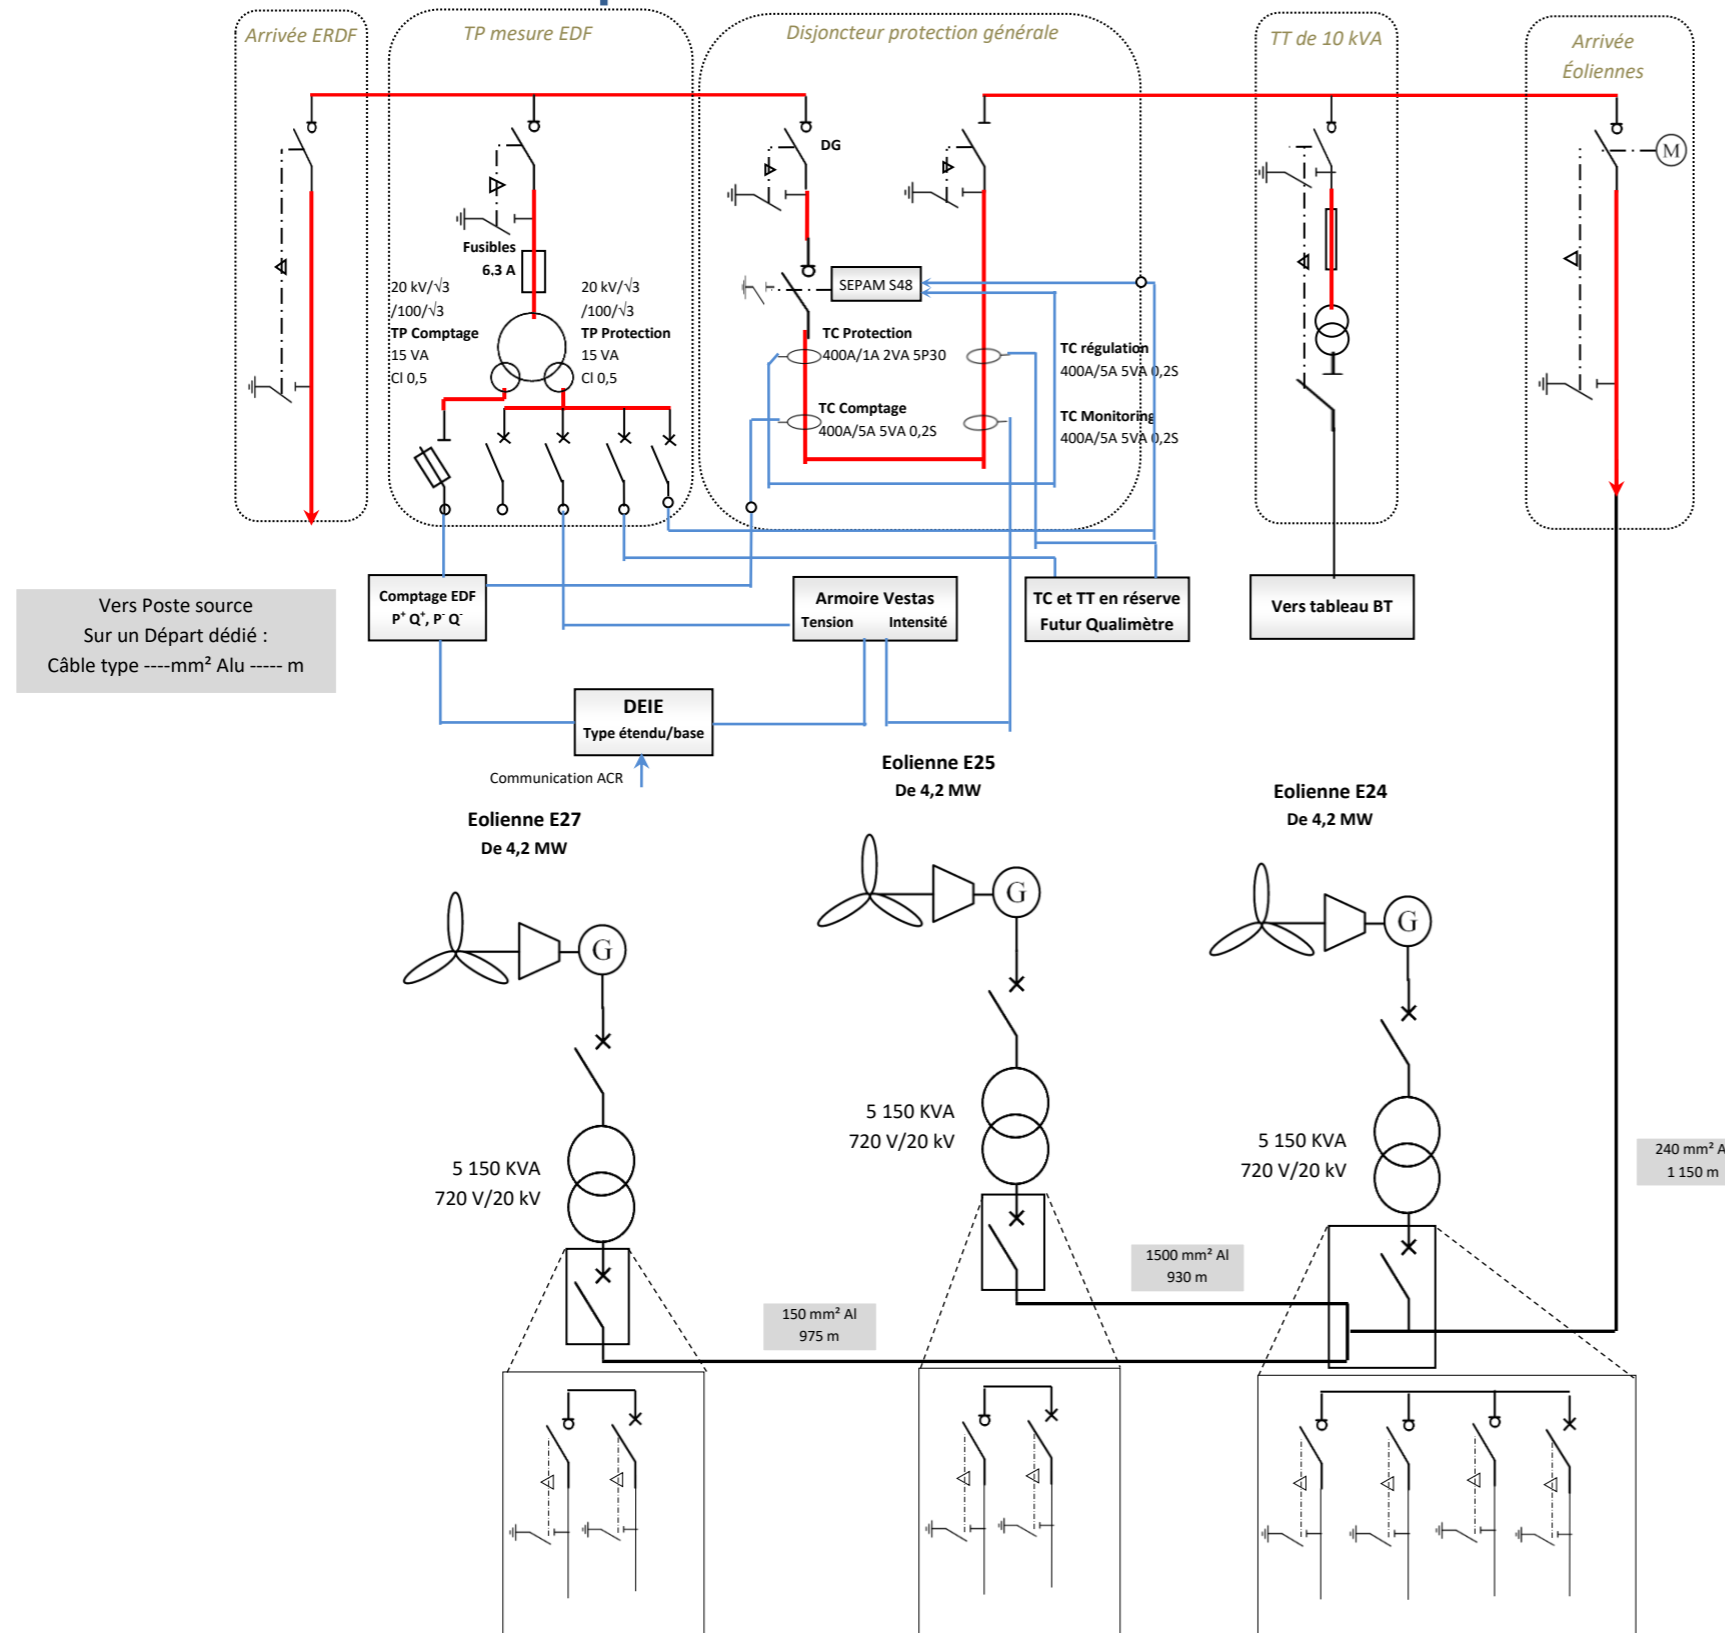 Arrivée ERDF
TP mesure EDF
Disjoncteur protection générale
TT de 10 kVA
Arrivée
Éoliennes
DG
M
Fusibles
6.3 A
SEPAM S48
20 kV/√3
/100/√3
TP Comptage
15 VA
Cl 0,5
20 kV/√3
/100/√3
TP Protection
15 VA
Cl 0,5
TC Protection
400A/1A 2VA 5P30
TC régulation
400A/5A 5VA 0,2S
TC Comptage
400A/5A 5VA 0,2S
TC Monitoring
400A/5A 5VA 0,2S
Vers Poste source
Sur un Départ dédié :
Câble type ----mm² Alu ----- m
Comptage EDF
P⁺ Q⁺, P⁻ Q⁻
Armoire Vestas
Tension Intensité
TC et TT en réserve
Futur Qualimètre
Vers tableau BT
DEIE
Type étendu/base
Communication ACR
Eolienne E25
De 4,2 MW
Eolienne E24
De 4,2 MW
Eolienne E27
De 4,2 MW
G
G
G
5 150 KVA
720 V/20 kV
5 150 KVA
720 V/20 kV
5 150 KVA
720 V/20 kV
240 mm² A
1 150 m
1500 mm² Al
930 m
150 mm² Al
975 m